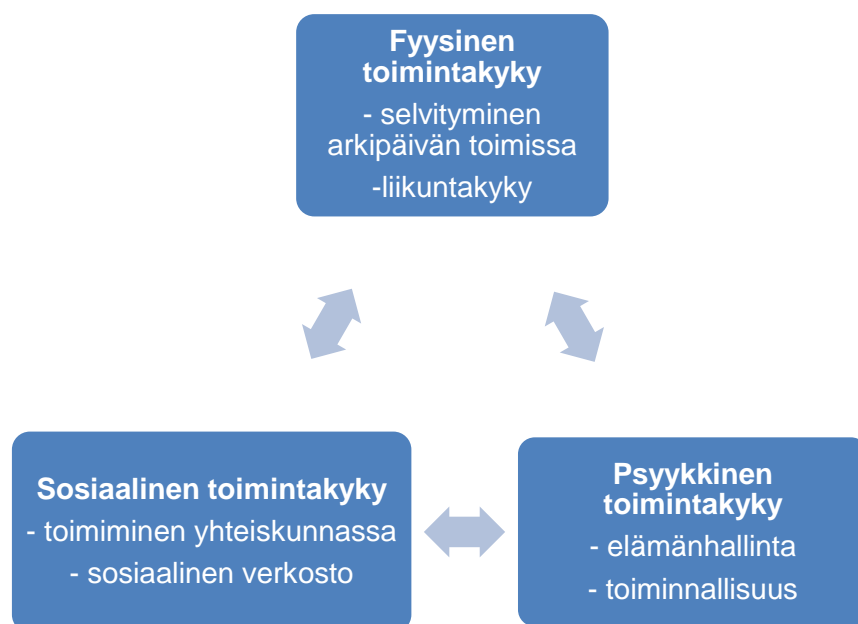 Fyysinen
toimintakyky
- selvityminen
arkipäivän toimissa
-liikuntakyky
Sosiaalinen toimintakyky
- toimiminen yhteiskunnassa
- sosiaalinen verkosto
Psyykkinen
toimintakyky
- elämänhallinta
- toiminnallisuus